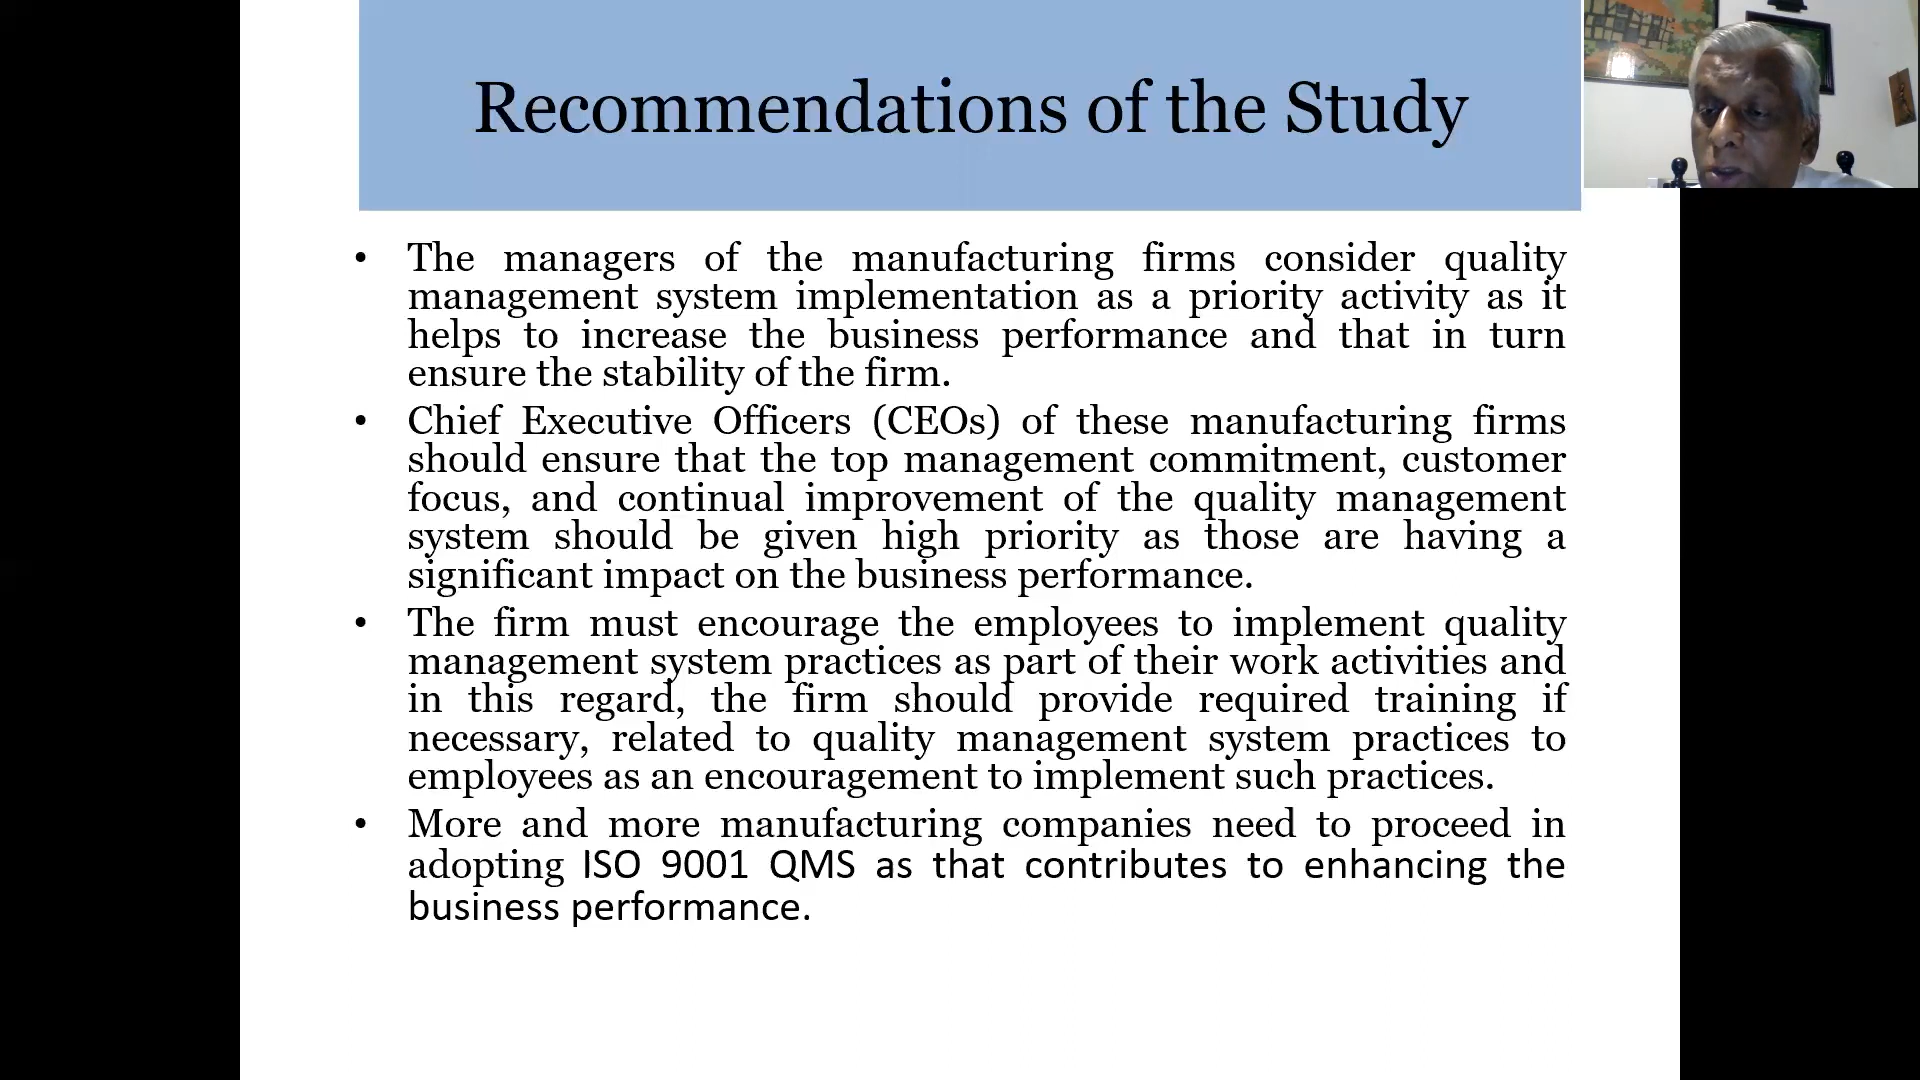 Recommendations of the Study
• The managers of the manufacturing firms consider quality
management system implementation as a priority activity as it
helps to increase the business performance and that in turn
ensure the stability of the firm.
• Chief Executive Officers (CEOs) of these manufacturing firms
should ensure that the top management commitment, customer
focus, and continual improvement of the quality management
system should be given high priority as those are having a
significant impact on the business performance.
• The firm must encourage the employees to implement quality
management system practices as part of their work activities and
in this regard, the firm should provide required training if
necessary, related to quality management system practices to
employees as an encouragement to implement such practices.
• More and more manufacturing companies need to proceed in
adopting ISO 9001 QMS as that contributes to enhancing the
business performance.